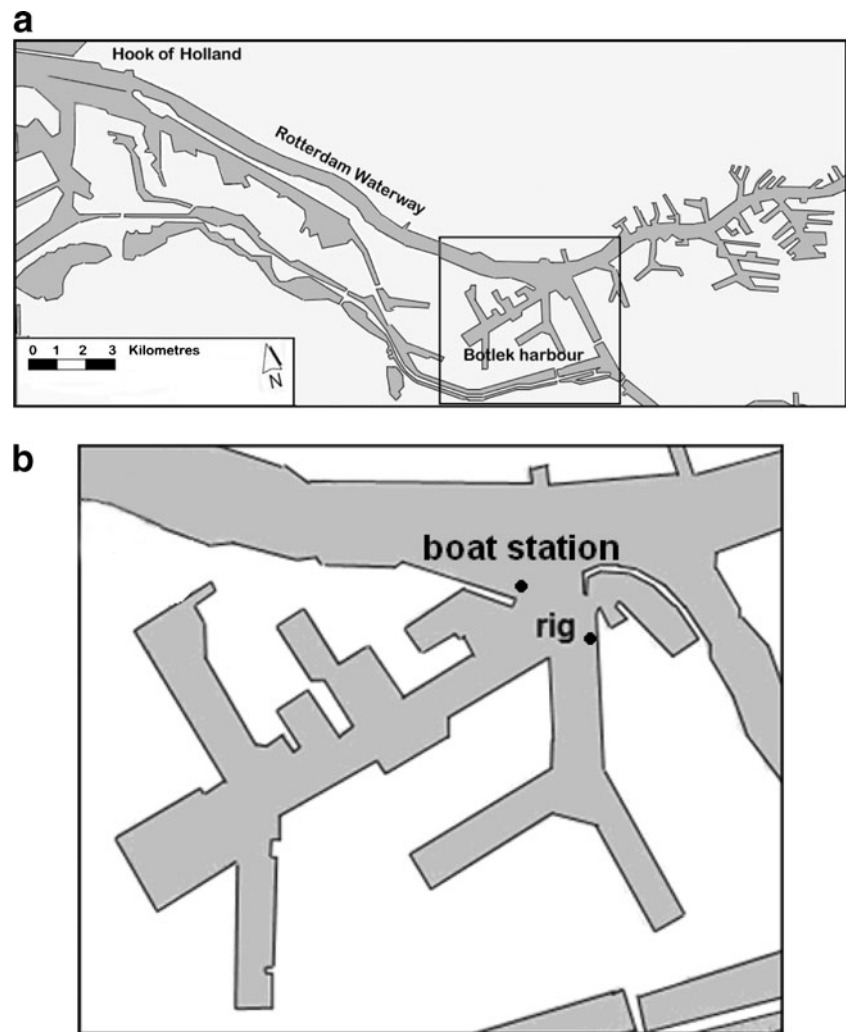 a
Hook of Holland
Rotterdam Waterway
Botlek harbour
0 1 2 3 Kilometres
N
b
boat station
rig